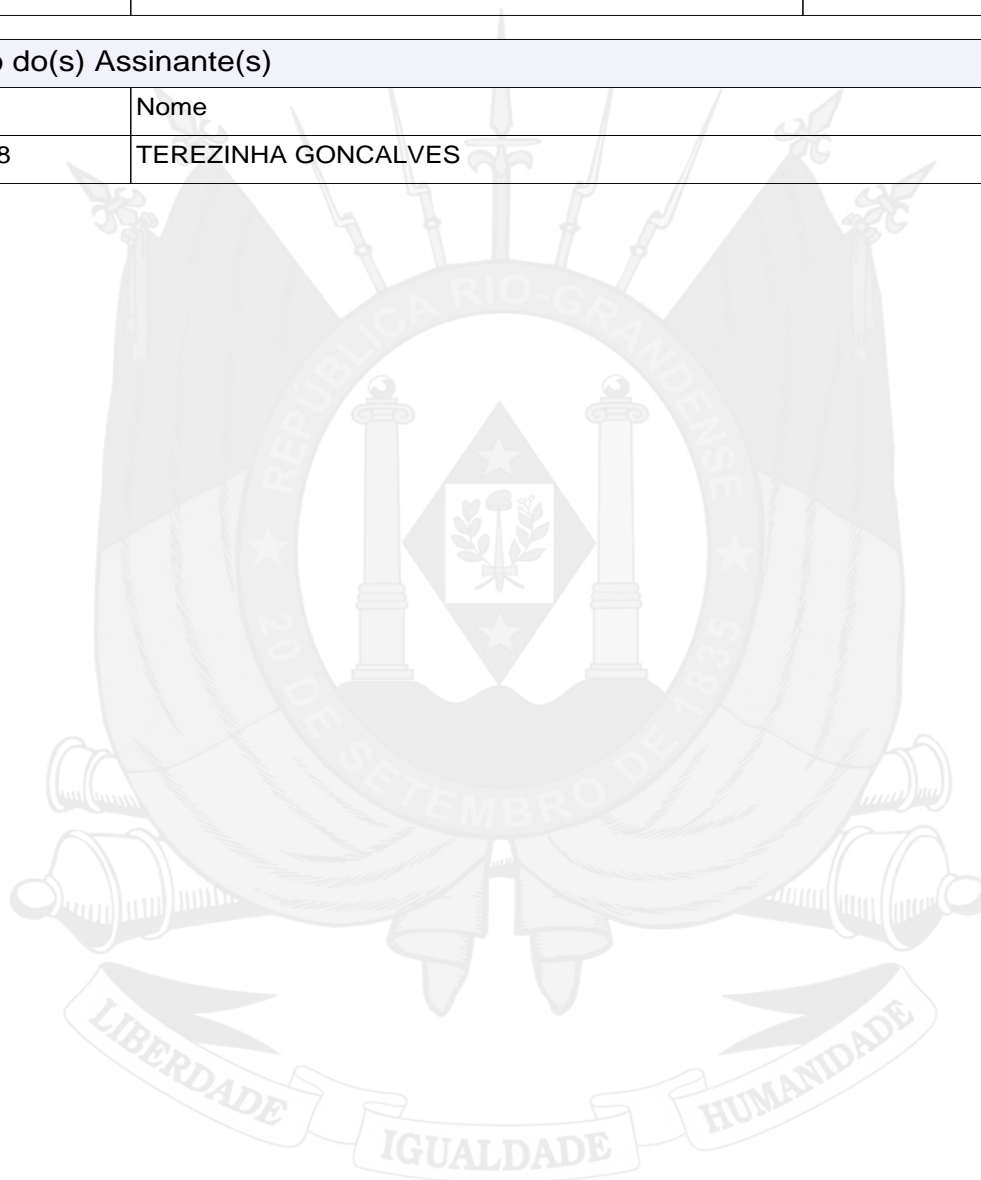 o do(s) Assinante(s)
Nome
8 TEREZINHA GONCALVES
REPÚBLICA RIO-GRANDENSE
★ 20 DE SETEMBRO DE 1835 ★
LIBERDADE IGUALDADE HUMANIDADE